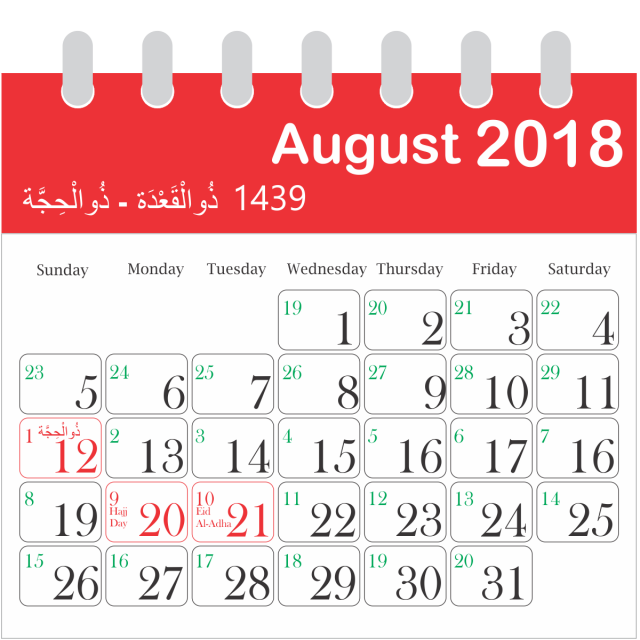 August 2018
ذُوالْقَعْدَة - ذُوالْحِجَّة 1439
Sunday Monday Tuesday Wednesday Thursday Friday Saturday
19 1 20 2 21 3 22 4
23 5 24 6 25 7 26 8 27 9 28 10 29 11
1 ذُوالْحِجَّة 12 2 13 3 14 4 15 5 16 6 17 7 16
8 19 9 Hajj Day 20 10 Eid Al-Adha 21 11 22 12 23 13 24 14 25
15 26 16 27 17 28 18 29 19 30 20 31